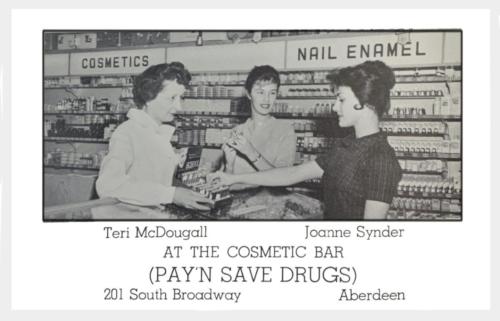 COSMETICS NAIL ENAMEL
Teri McDougall Joanne Synder
AT THE COSMETIC BAR
(PAY'N SAVE DRUGS)
201 South Broadway Aberdeen